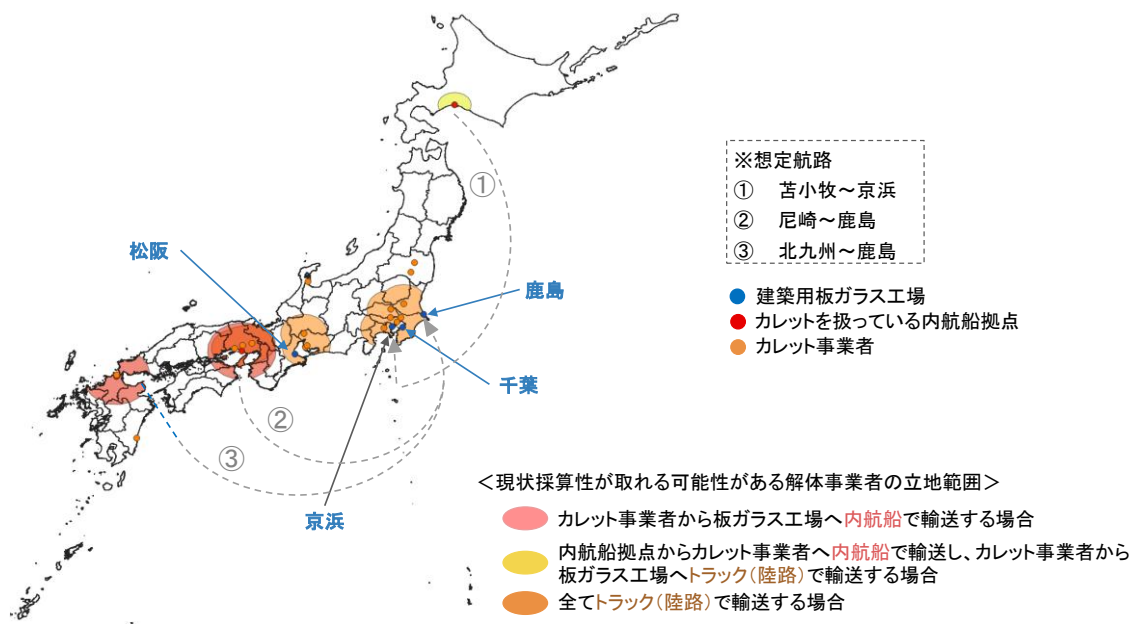 ①
※想定航路
① 苫小牧～京浜
② 尼崎～鹿島
③ 北九州～鹿島
松阪
鹿島
建築用板ガラス工場
カレットを扱っている内航船拠点
カレット事業者
千葉
②
③
京浜
＜現状採算性が取れる可能性がある解体事業者の立地範囲＞
カレット事業者から板ガラス工場へ内航船で輸送する場合
内航船拠点からカレット事業者へ内航船で輸送し、カレット事業者から
板ガラス工場へトラック（陸路）で輸送する場合
全てトラック（陸路）で輸送する場合